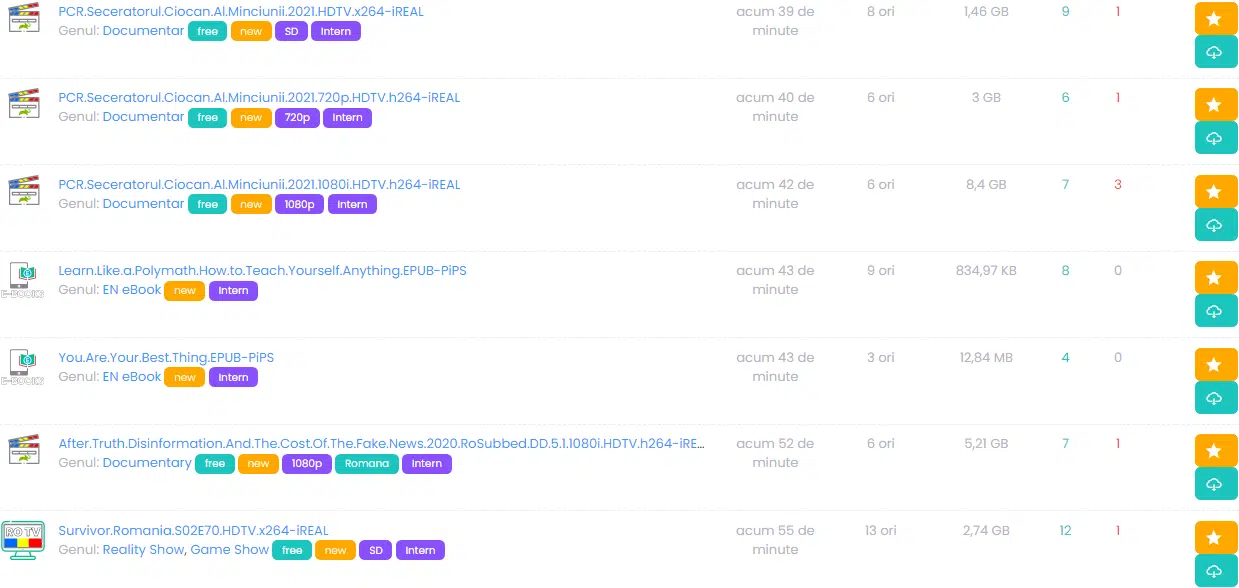 PCR.Seceratorul.Ciocan.Al.Minciunii.2021.HDTV.x264-iREAL acum 39 de 8 ori 1,46 GB 9 1
Genul: Documentar free new SD Intern minute
PCR.Seceratorul.Ciocan.Al.Minciunii.2021.720p.HDTV.h264-iREAL acum 40 de 6 ori 3 GB 6 1
Genul: Documentar free new 720p Intern minute
PCR.Seceratorul.Ciocan.Al.Minciunii.2021.1080i.HDTV.h264-iREAL acum 42 de 6 ori 8,4 GB 7 3
Genul: Documentar free new 1080p Intern minute
Learn.Like.a.Polymath.How.to.Teach.Yourself.Anything.EPUB-PiPS acum 43 de 9 ori 834,97 KB 8 0
E-BOOKS Genul: EN eBook new Intern minute
You.Are.Your.Best.Thing.EPUB-PiPS acum 43 de 3 ori 12,84 MB 4 0
E-BOOKS Genul: EN eBook new Intern minute
After.Truth.Disinformation.And.The.Cost.Of.The.Fake.News.2020.RoSubbed.DD.5.1.1080i.HDTV.h264-iRE... acum 52 de 6 ori 5,21 GB 7 1
Genul: Documentary free new 1080p Romana Intern minute
RO TV Survivor.Romania.S02E70.HDTV.x264-iREAL acum 55 de 13 ori 2,74 GB 12 1
Genul: Reality Show, Game Show free new SD Intern minute